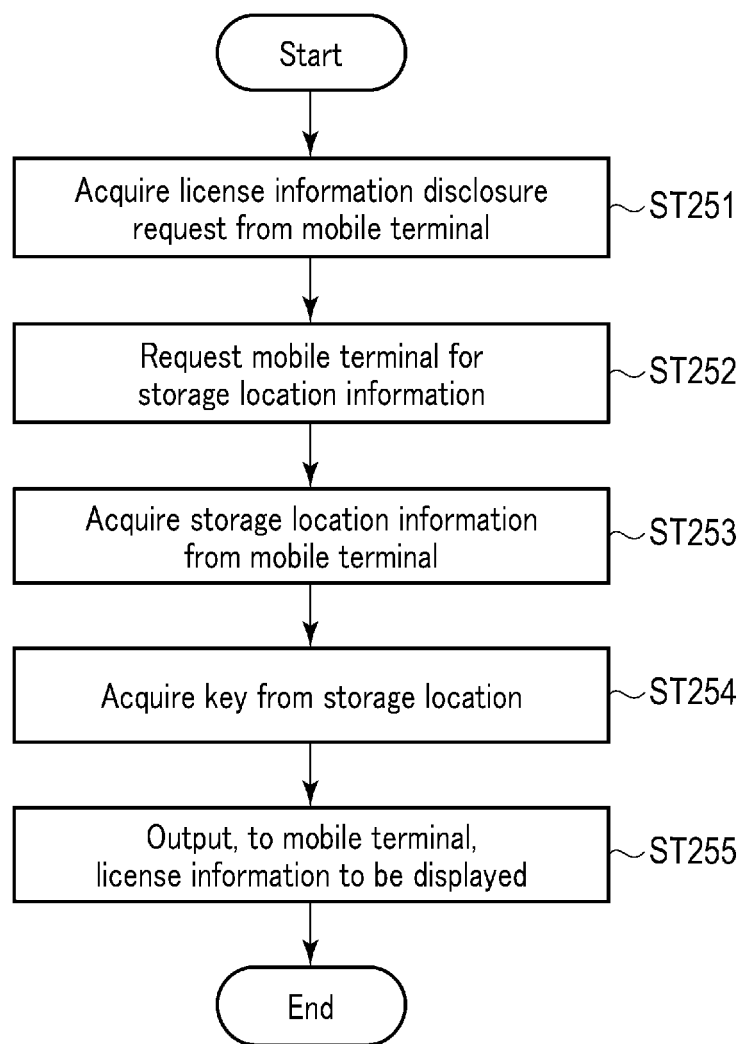 Start
Acquire license information disclosure
request from mobile terminal
ST251
Request mobile terminal for
storage location information
ST252
Acquire storage location information
from mobile terminal
ST253
Acquire key from storage location
ST254
Output, to mobile terminal,
license information to be displayed
ST255
End